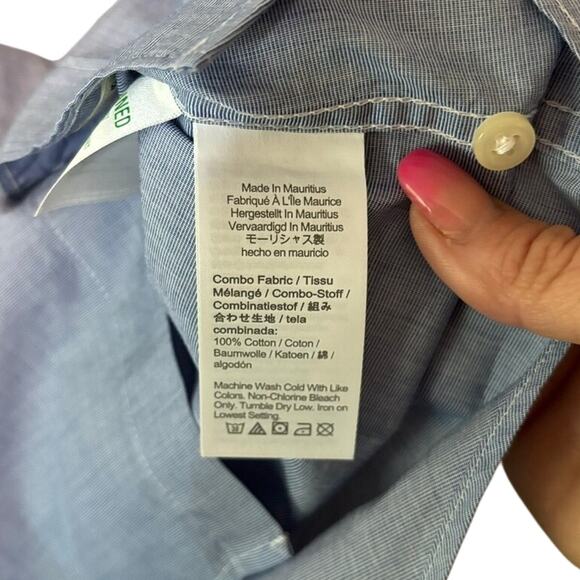 NED
Made In Mauritius
Fabriqué À L'Île Maurice
Hergestellt In Mauritius
Vervaardigd In Mauritius
モーリシャス製
hecho en mauricio
Combo Fabric / Tissu
Mélangé / Combo-Stoff /
Combinatiestof / 組み
合わせ生地 / tela
combinada:
100% Cotton / Coton /
Baumwolle / Katoen / 綿 /
algodón
Machine Wash Cold With Like
Colors. Non-Chlorine Bleach
Only. Tumble Dry Low. Iron on
Lowest Setting.